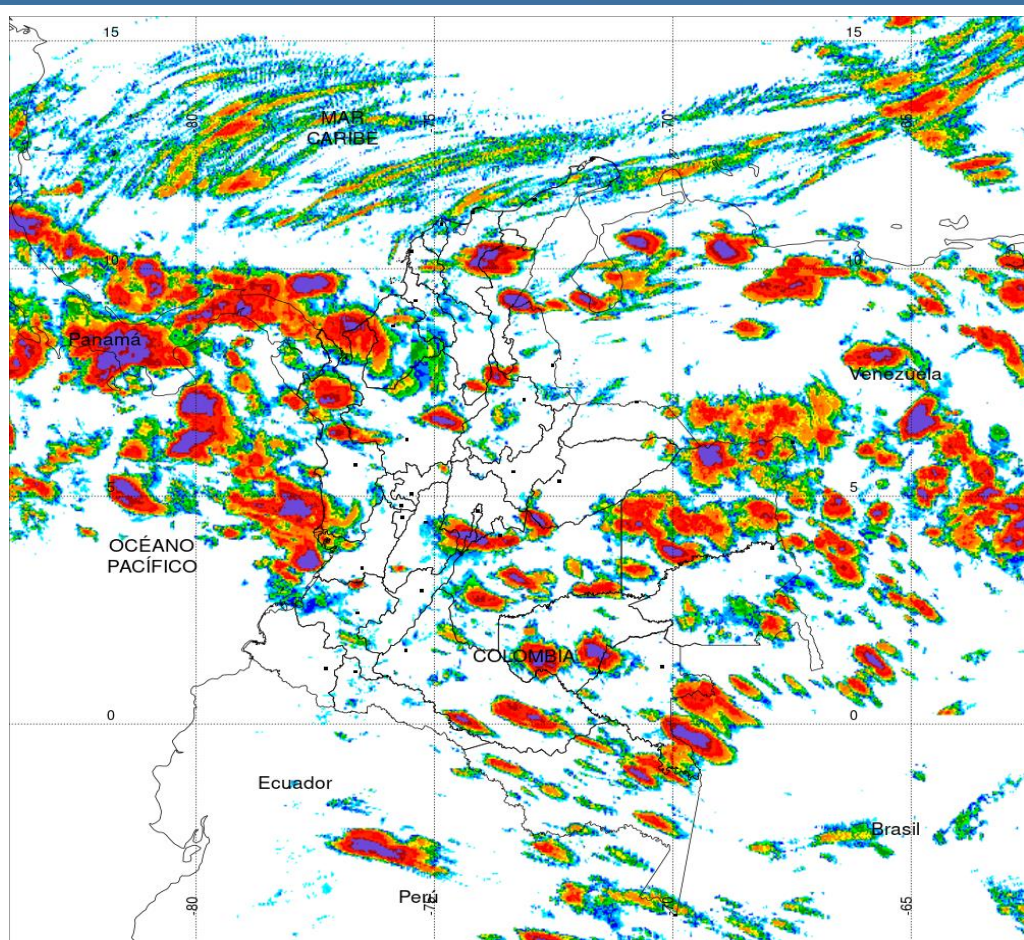 15
15
-80
MAR
CARIBE
-75
-70
-65
10
10
Panamá
Venezuela
5
5
OCÉANO
PACÍFICO
COLOMBIA
0
0
Ecuador
Brasil
Perú
-80
-75
-70
-65